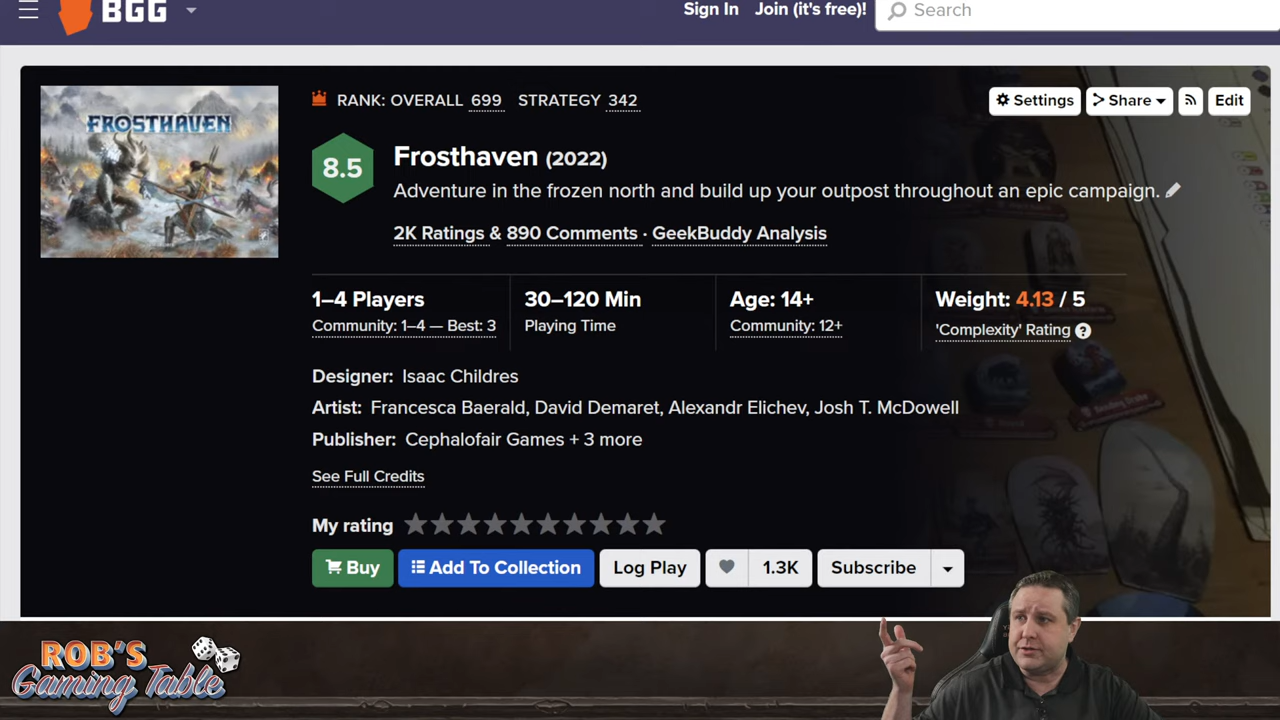 BGG
Sign In Join (it's free)! Search
FROSTHAVEN
RANK: OVERALL 699 STRATEGY 342
Settings Share Edit
8.5
Frosthaven (2022)
Adventure in the frozen north and build up your outpost throughout an epic campaign.
2K Ratings & 890 Comments · GeekBuddy Analysis
1–4 Players 30–120 Min Age: 14+ Weight: 4.13 / 5
Community: 1–4 — Best: 3 Playing Time Community: 12+ 'Complexity' Rating ?
Designer: Isaac Childres
Artist: Francesca Baerald, David Demaret, Alexandr Elichev, Josh T. McDowell
Publisher: Cephalofair Games + 3 more
See Full Credits
My rating
Buy Add To Collection Log Play 1.3K Subscribe
ROB'S
Gaming Table